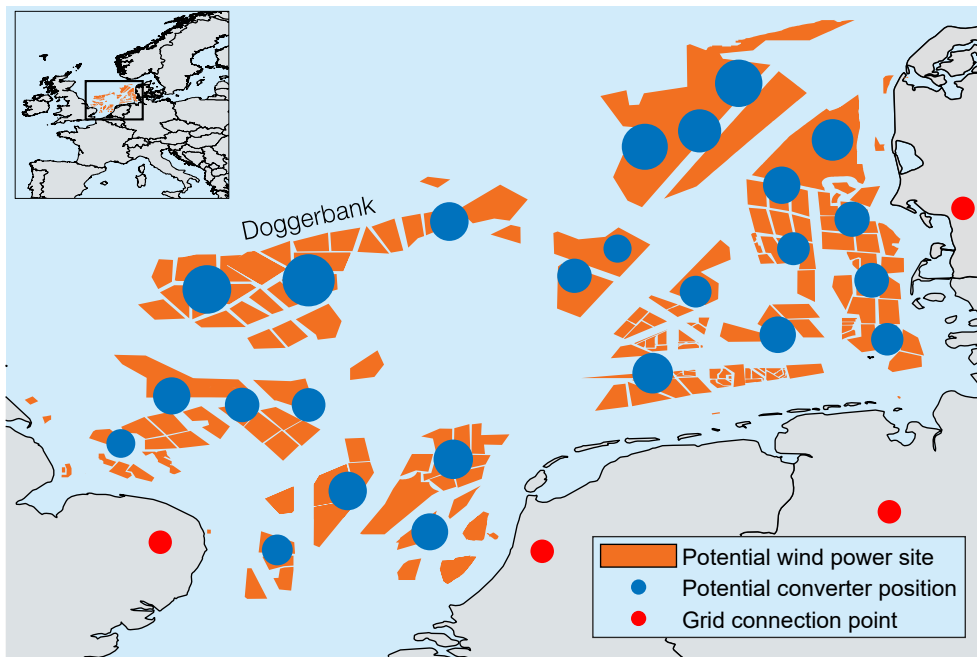 Doggerbank
Potential wind power site
Potential converter position
Grid connection point